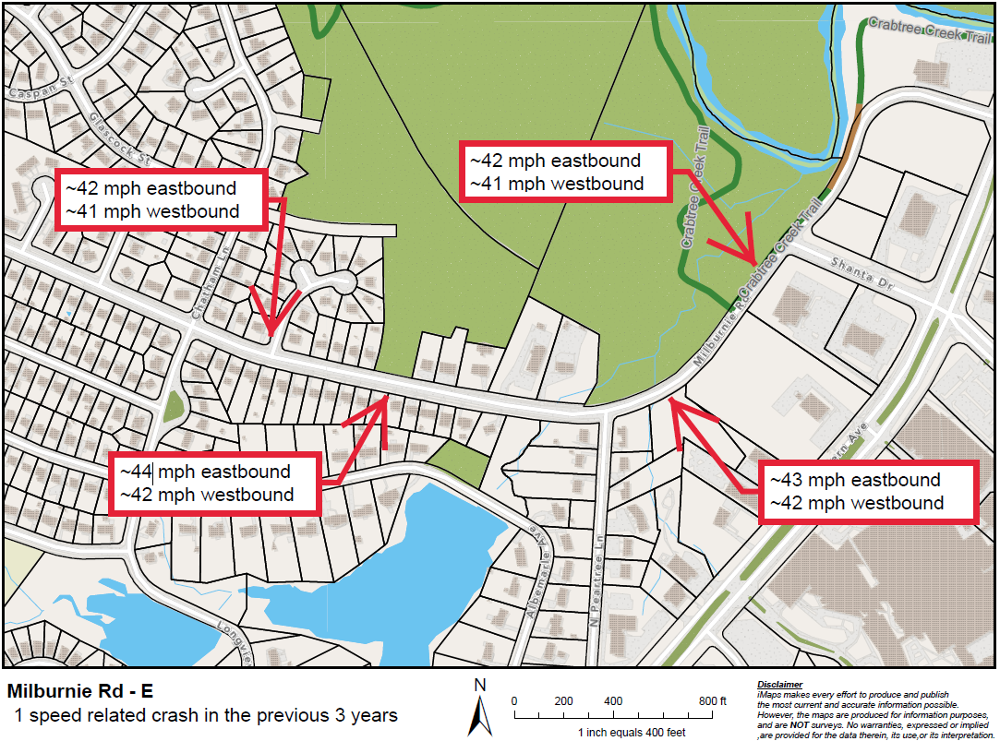 Crabtree Creek Trail
Caspan St
Glascock St
~42 mph eastbound
~41 mph westbound
~42 mph eastbound
~41 mph westbound
Crabtree Creek Trail
Crabtree Creek Trail
Chatham Ln
Shanta Dr
Milburnie Rd
~44 mph eastbound
~42 mph westbound
ern Ave
~43 mph eastbound
~42 mph westbound
Albemarle Ave
N Peartree Ln
Longvie
Milburnie Rd - E
1 speed related crash in the previous 3 years
N
0 200 400 800 ft
1 inch equals 400 feet
Disclaimer
iMaps makes every effort to produce and publish
the most current and accurate information possible.
However, the maps are produced for information purposes,
and are NOT surveys. No warranties, expressed or implied
,are provided for the data therein, its use,or its interpretation.